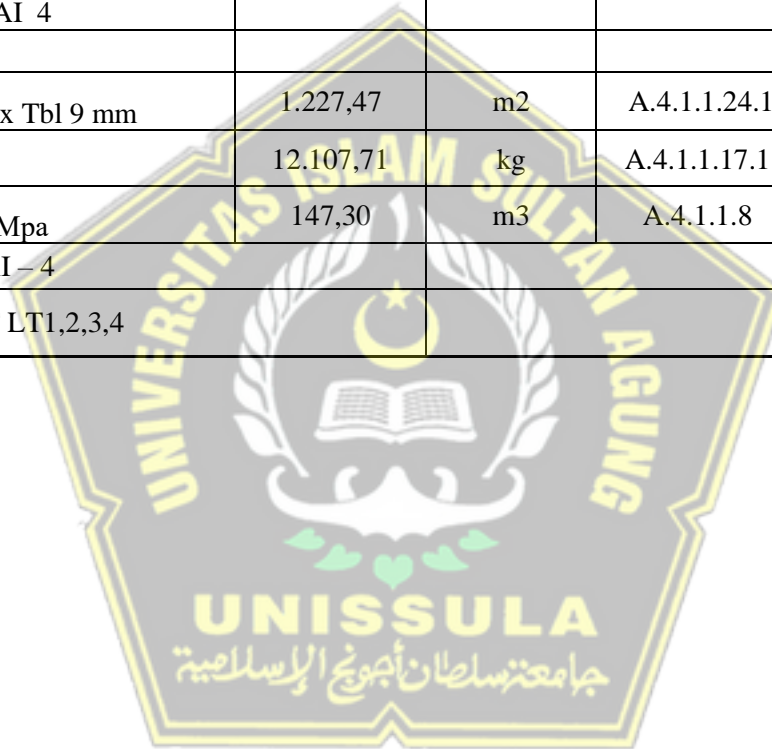 AI 4
x Tbl 9 mm 1.227,47 m2 A.4.1.1.24.1
12.107,71 kg A.4.1.1.17.1
Mpa 147,30 m3 A.4.1.1.8
I – 4
LT1,2,3,4
UNIVERSITAS ISLAM SULTAN AGUNG
UNISSULA
جامعتنسلطان أجونج الإسلامية